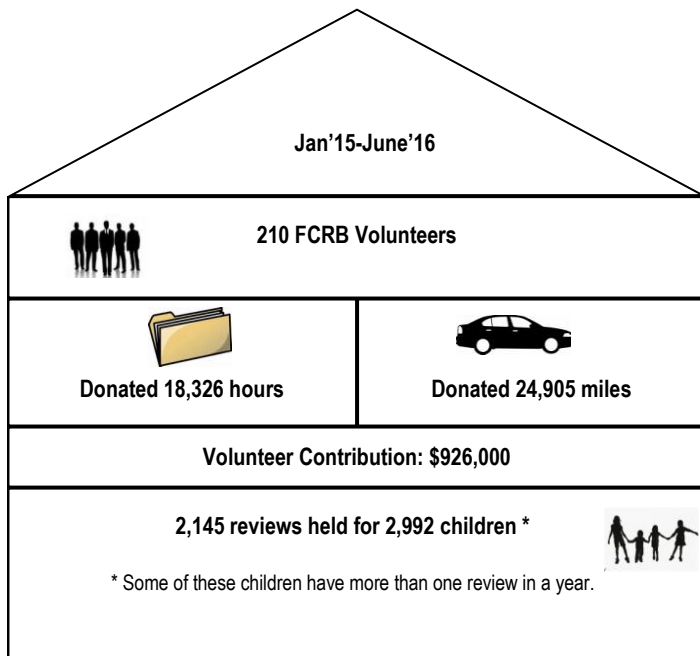 Jan'15-June'16
210 FCRB Volunteers
Donated 18,326 hours
Donated 24,905 miles
Volunteer Contribution: $926,000
2,145 reviews held for 2,992 children *
* Some of these children have more than one review in a year.